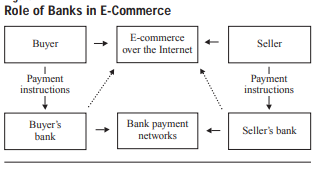 Role of Banks in E-Commerce
Buyer
E-commerce
over the Internet
Seller
Payment
instructions
Payment
instructions
Buyer's
bank
Bank payment
networks
Seller's bank